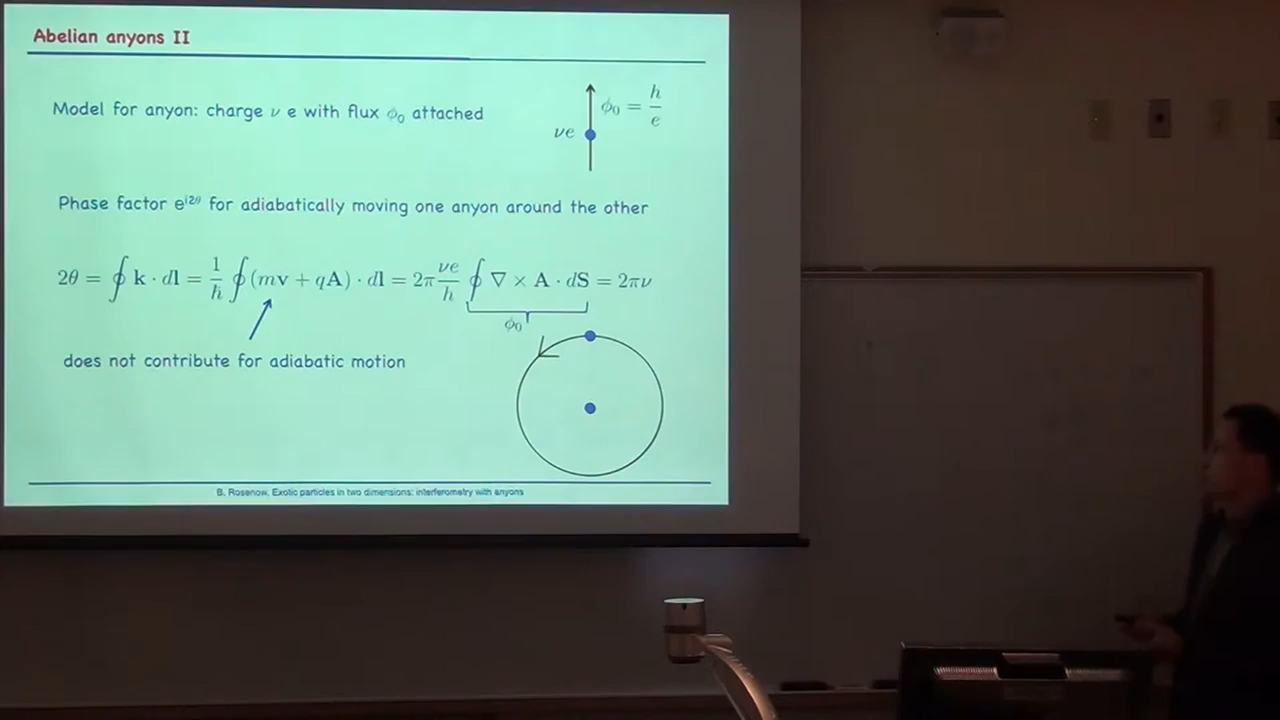 Abelian anyons II
Model for anyon: charge ν e with flux ϕ₀ attached
νe
ϕ₀ = h/e
Phase factor e^{i2θ} for adiabatically moving one anyon around the other
2θ = ∮ k · dl = 1/ħ ∮ (mv + qA) · dl = 2π νe/h ∮ ∇ × A · dS = 2πν
ϕ₀
does not contribute for adiabatic motion
B. Rosenow, Exotic particles in two dimensions: interferometry with anyons